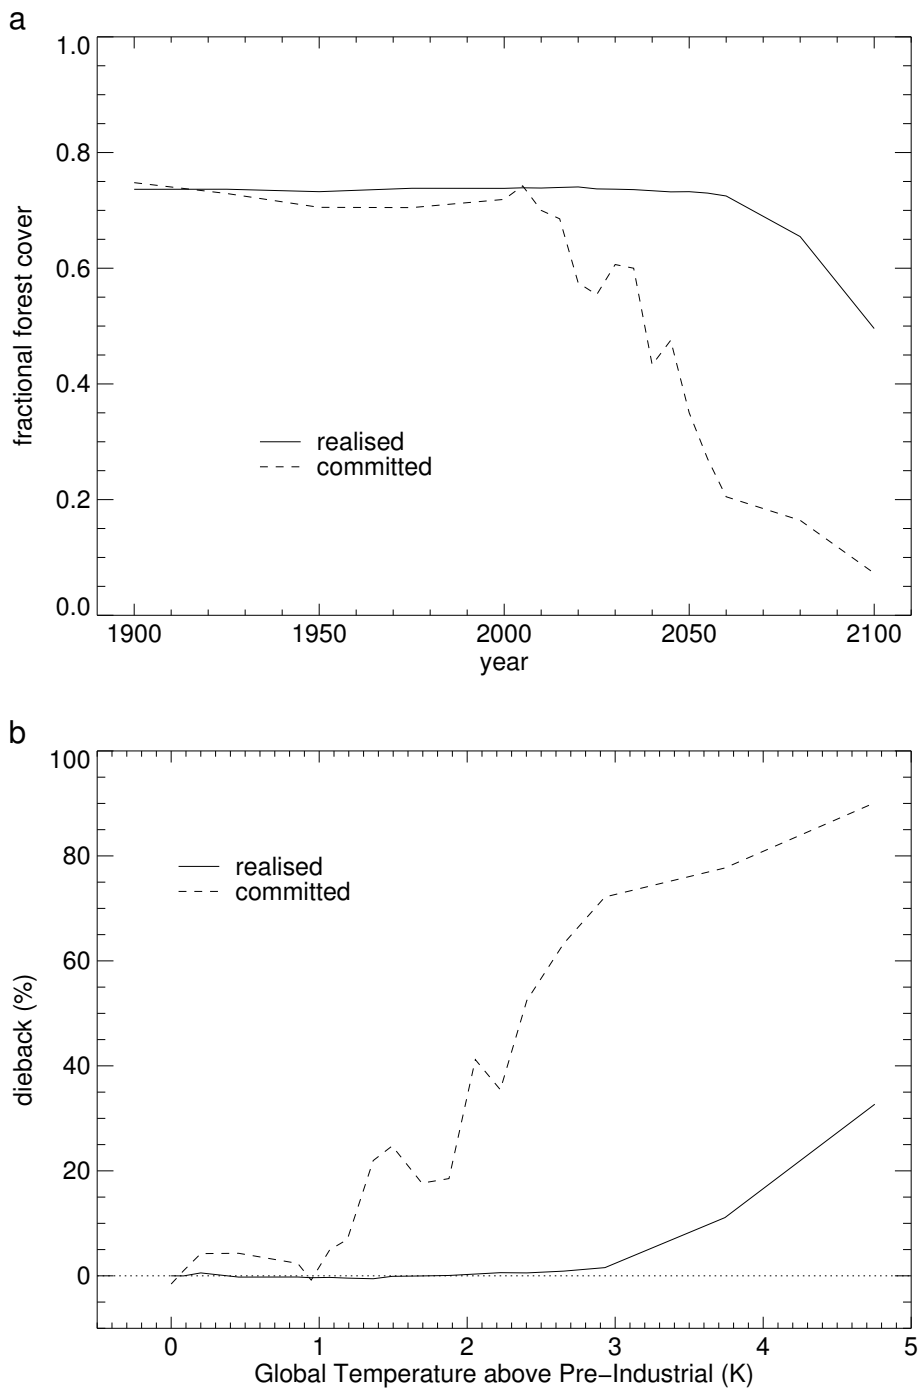 a
1.0
0.8
0.6
0.4
0.2
0.0
fractional forest cover
realised
committed
1900 1950 2000 2050 2100
year
b
100
80
60
40
20
0
dieback (%)
realised
committed
0 1 2 3 4 5
Global Temperature above Pre−Industrial (K)